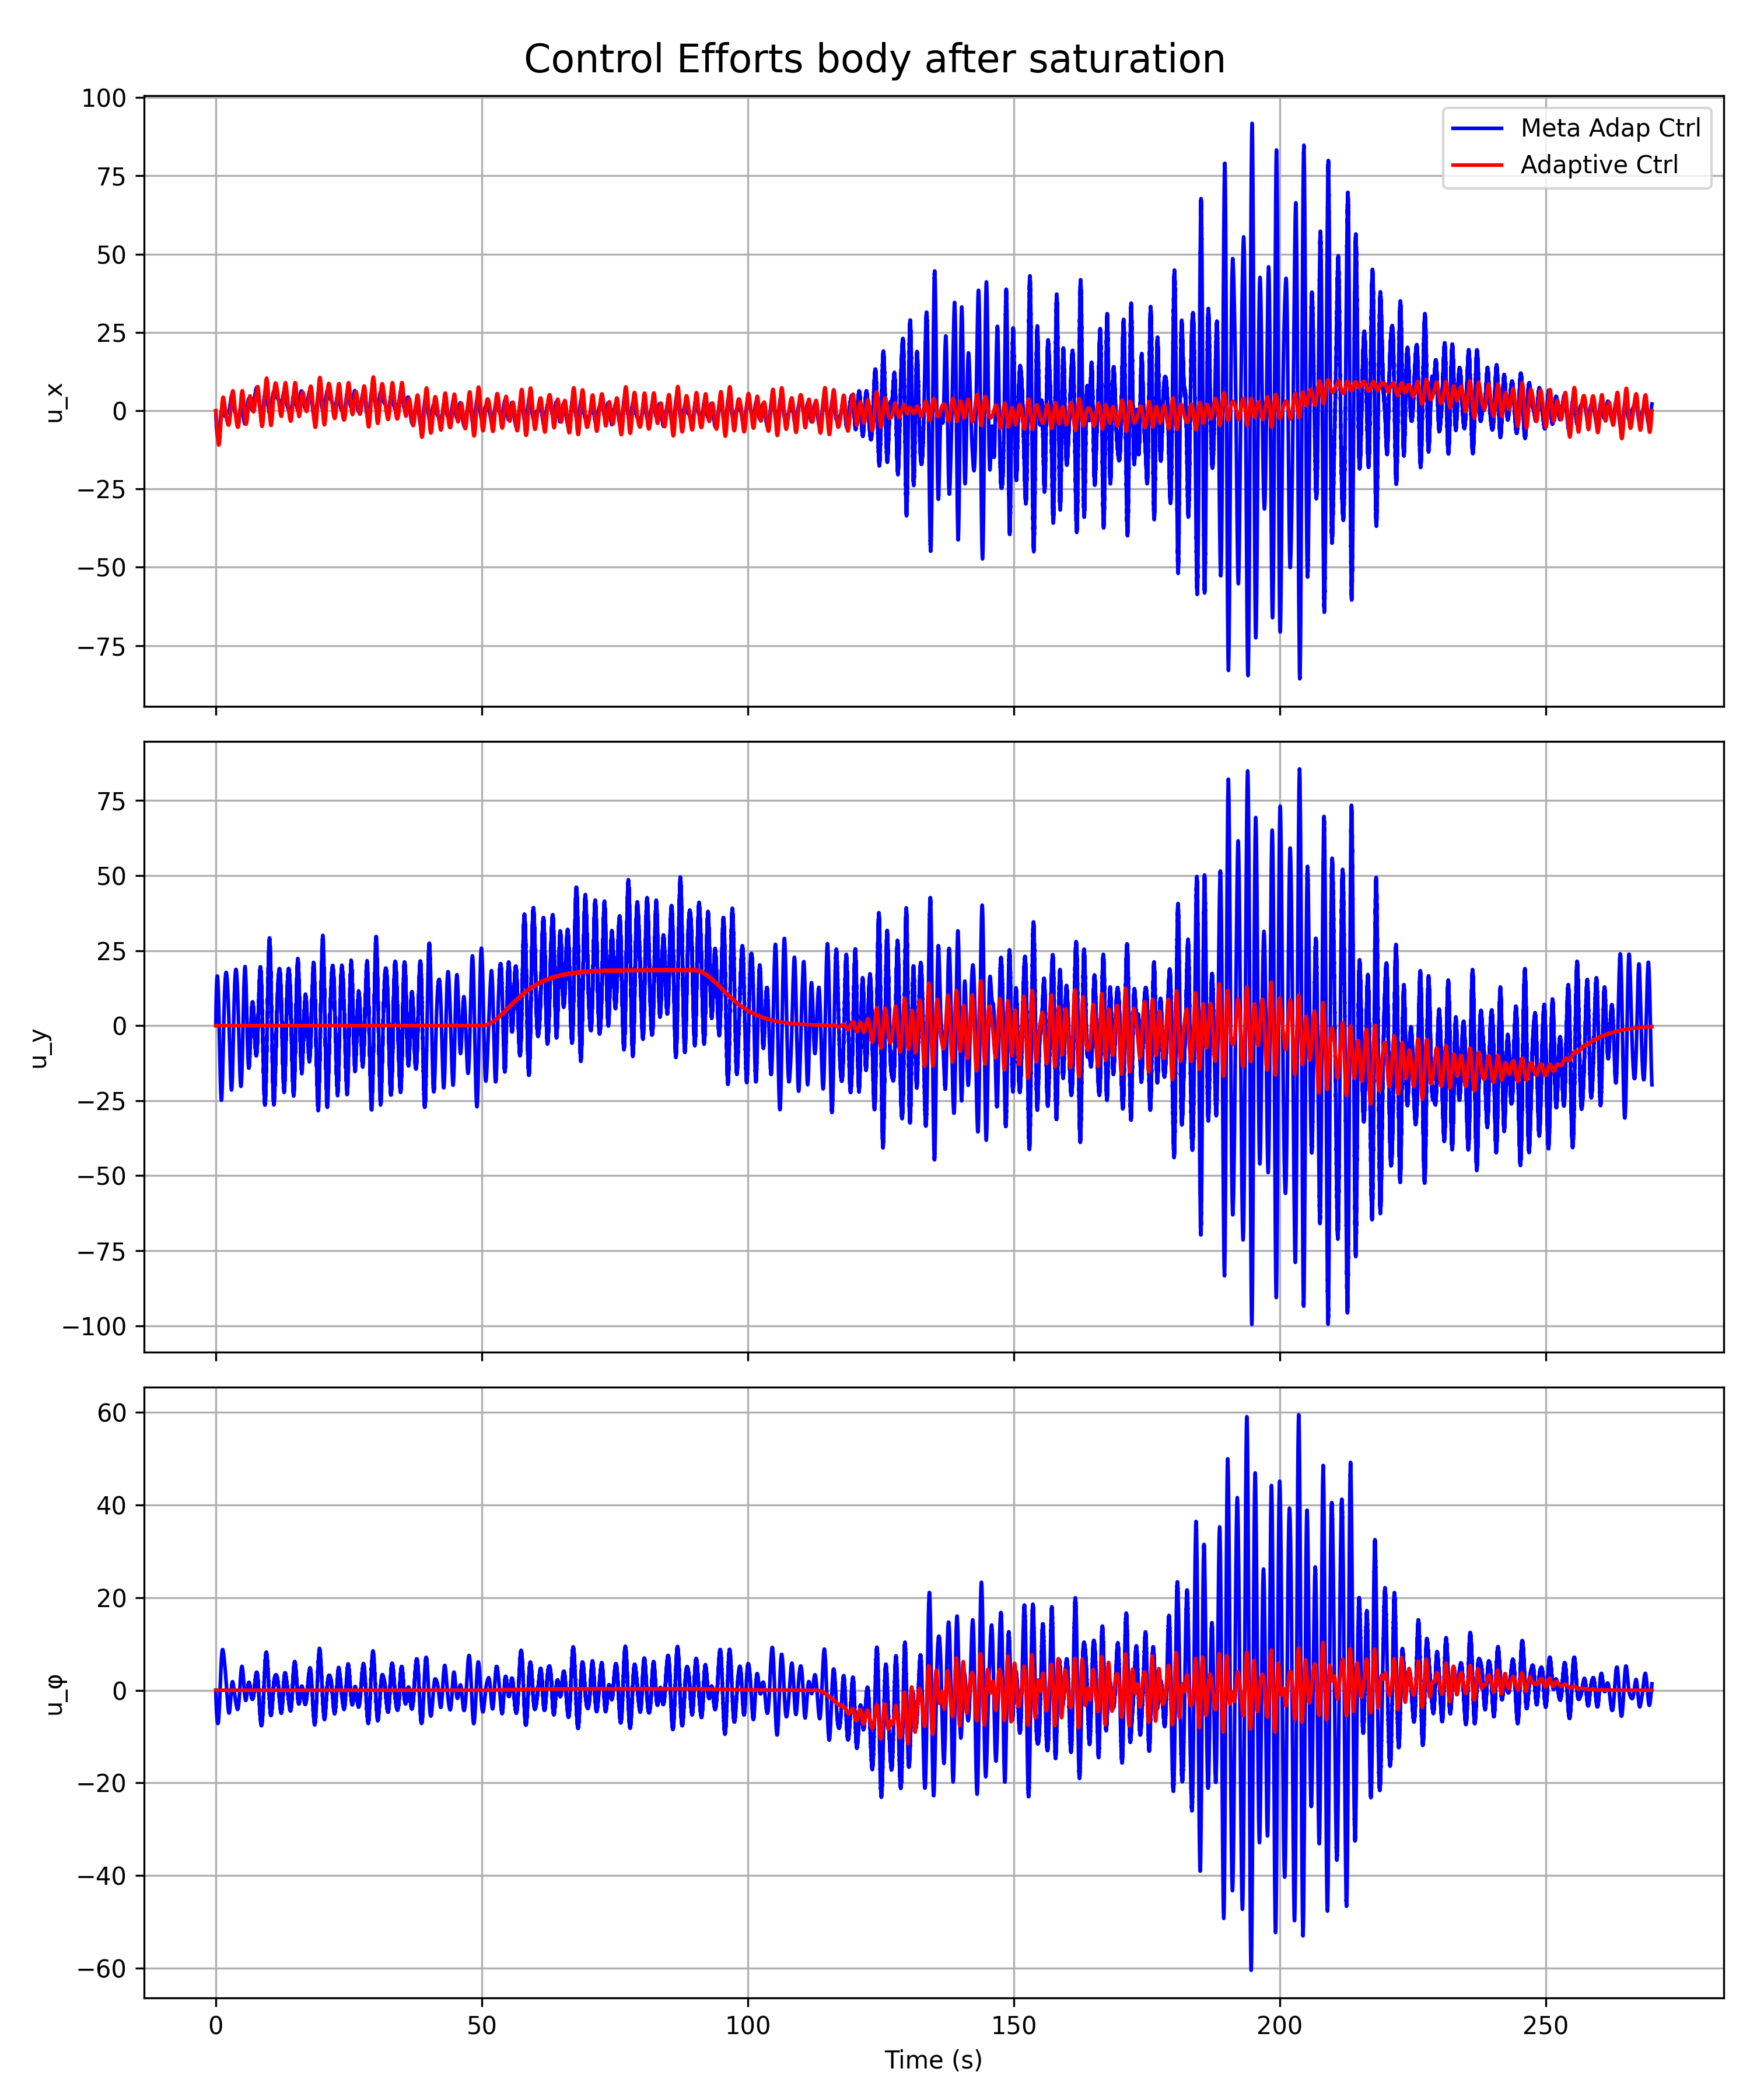 Control Efforts body after saturation
100
75
50
25
0
−25
−50
−75
u_x
Meta Adap Ctrl
Adaptive Ctrl
75
50
25
0
−25
−50
−75
−100
u_y
60
40
20
0
−20
−40
−60
u_φ
0 50 100 150 200 250
Time (s)